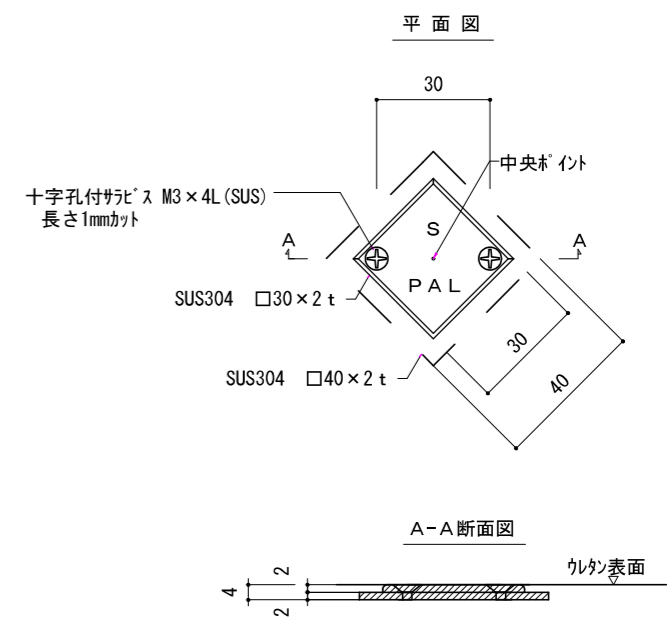 平 面 図
30
中央ポイント
十字孔付サラビス M3×4L(SUS)
長さ1mmカット
A
A
S
PAL
SUS304 □30×2t
30
SUS304 □40×2t
40
A-A断面図
ウレタン表面
2
4
2